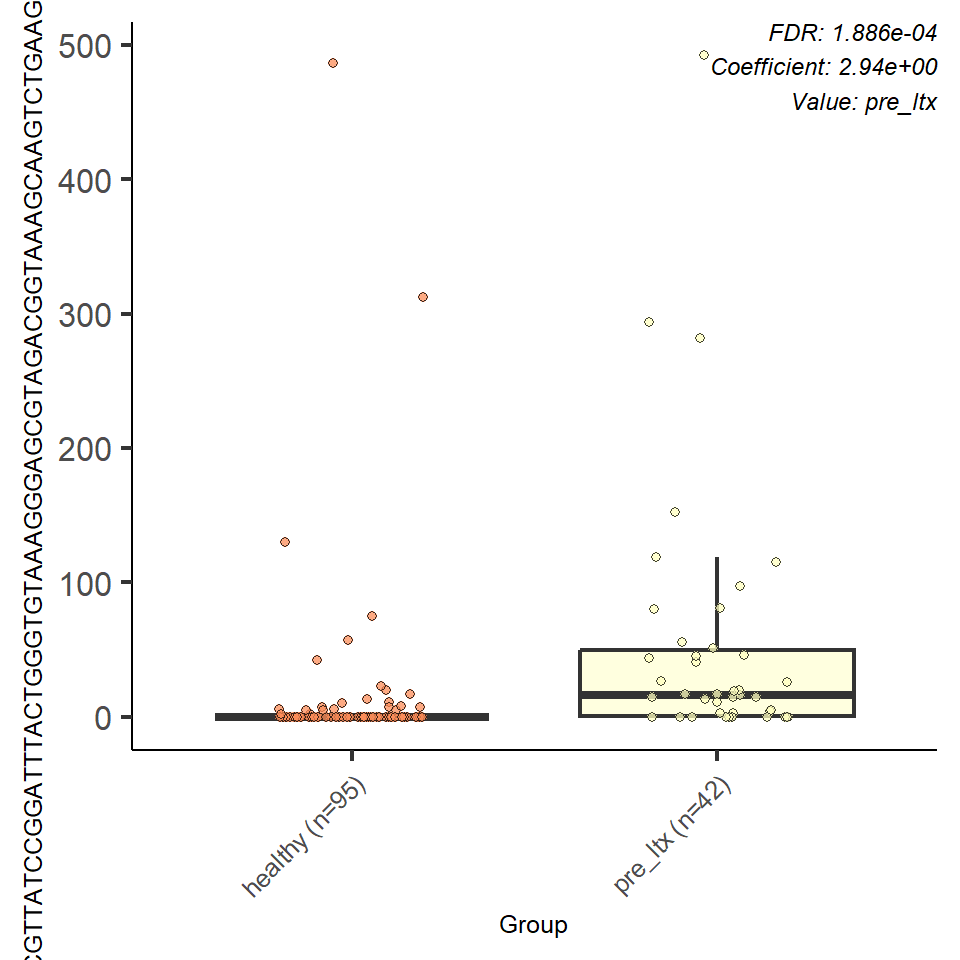 FDR: 1.886e-04
Coefficient: 2.94e+00
Value: pre_ltx
500
400
300
200
100
0
CGTTATCCGGATTTACTGGGTGTAAAGGGAGCGTAGACGGTAAAGCAAGTCTGAAG
healthy (n=95)
pre_ltx (n=42)
Group